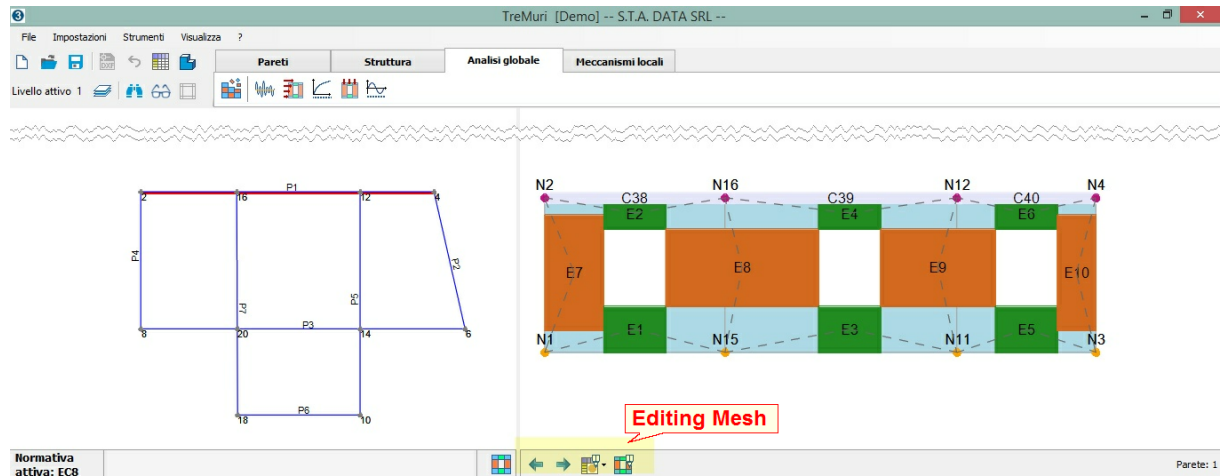 TreMuri [Demo] -- S.T.A. DATA SRL --
File Impostazioni Strumenti Visualizza ?
Pareti Struttura Analisi globale Meccanismi locali
Livello attivo 1
P1
2 16 12 4
P4 P7 P5 P2
P3
8 20 14 6
P6
18 10
N2 N16 N12 N4
C38 C39 C40
E2 E4 E6
E7 E8 E9 E10
E1 E3 E5
N1 N15 N11 N3
Editing Mesh
Normativa
attiva: EC8
Parete: 1